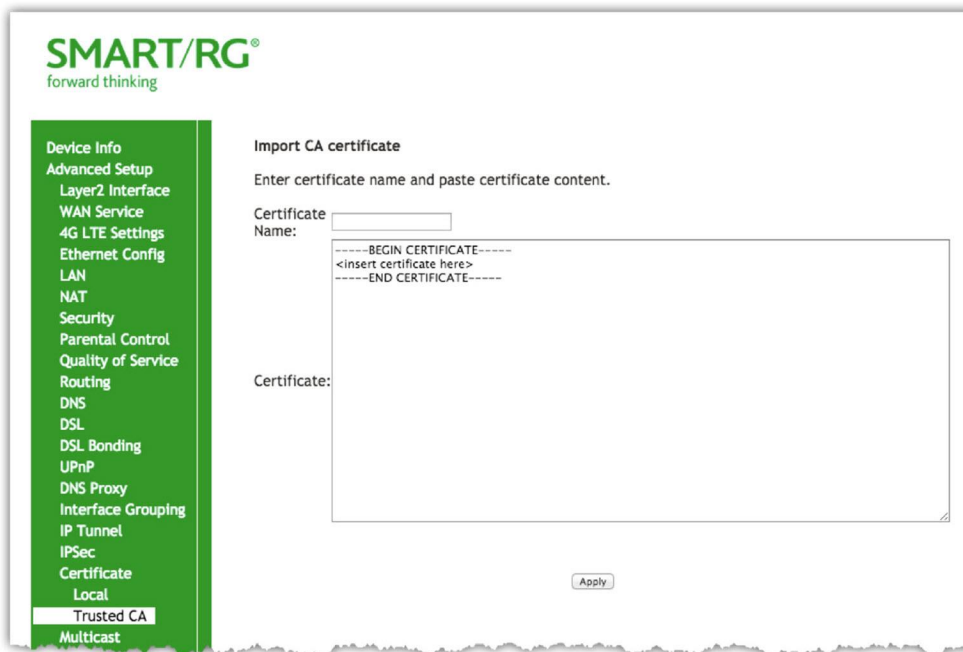 SMART/RG®
forward thinking
Device Info
Advanced Setup
Layer2 Interface
WAN Service
4G LTE Settings
Ethernet Config
LAN
NAT
Security
Parental Control
Quality of Service
Routing
DNS
DSL
DSL Bonding
UPnP
DNS Proxy
Interface Grouping
IP Tunnel
IPSec
Certificate
Local
Trusted CA
Multicast
Import CA certificate
Enter certificate name and paste certificate content.
Certificate
Name:
-----BEGIN CERTIFICATE-----
<insert certificate here>
-----END CERTIFICATE-----
Certificate:
Apply